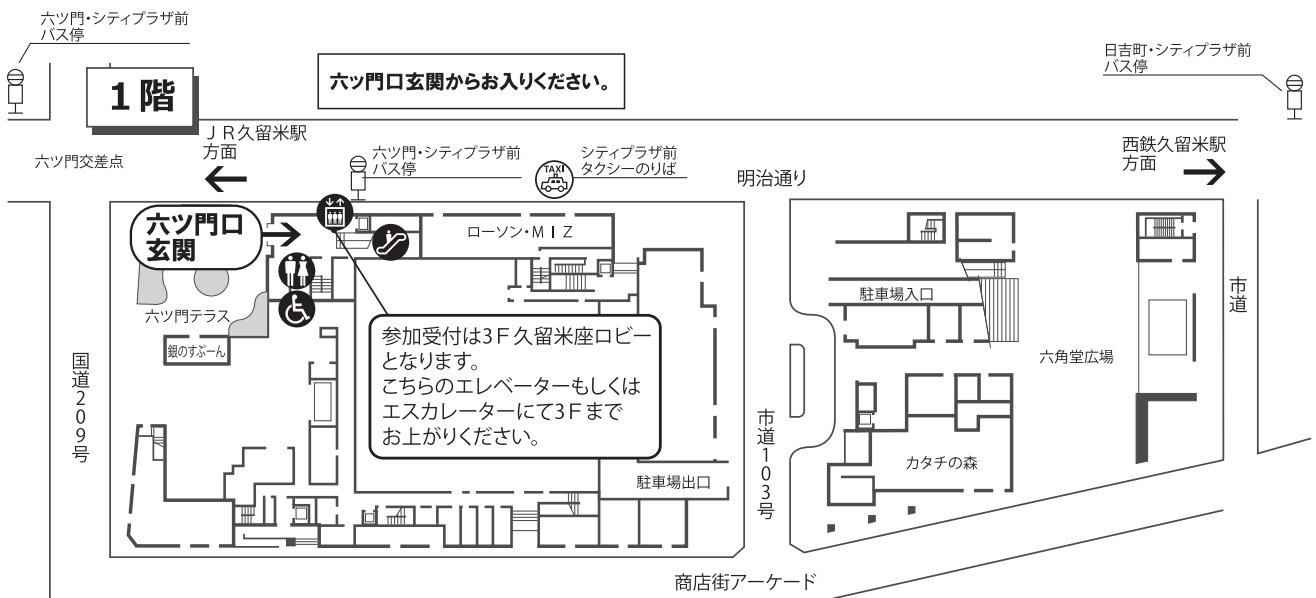 六ツ門・シティプラザ前
バス停
1階
六ッ門口玄関からお入りください。
日吉町・シティプラザ前
バス停
六ツ門交差点
ＪＲ久留米駅
方面
六ツ門・シティプラザ前
バス停
TAXI
シティプラザ前
タクシーのりば
明治通り
西鉄久留米駅
方面
六ツ門口
玄関
ローソン・ＭＩＺ
六ツ門テラス
銀のすぷーん
国道209号
参加受付は3Ｆ久留米座ロビー
となります。
こちらのエレベーターもしくは
エスカレーターにて3Ｆまで
お上がりください。
駐車場出口
市道103号
駐車場入口
六角堂広場
カタチの森
市道
商店街アーケード